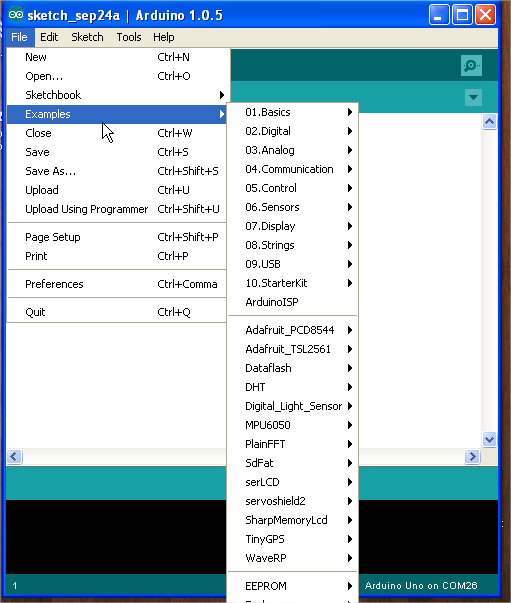 sketch_sep24a | Arduino 1.0.5
File Edit Sketch Tools Help
New Ctrl+N
Open... Ctrl+O
Sketchbook
Examples
Close Ctrl+W
Save Ctrl+S
Save As... Ctrl+Shift+S
Upload Ctrl+U
Upload Using Programmer Ctrl+Shift+U
Page Setup Ctrl+Shift+P
Print Ctrl+P
Preferences Ctrl+Comma
Quit Ctrl+Q
01.Basics
02.Digital
03.Analog
04.Communication
05.Control
06.Sensors
07.Display
08.Strings
09.USB
10.StarterKit
ArduinoISP
Adafruit_PCD8544
Adafruit_TSL2561
Dataflash
DHT
Digital_Light_Sensor
MPU6050
PlainFFT
SdFat
serLCD
servoshield2
SharpMemoryLcd
TinyGPS
WaveRP
EEPROM
1 Arduino Uno on COM26